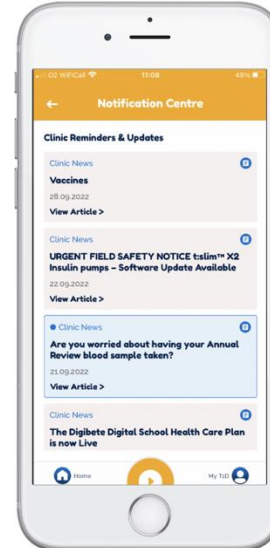 O2 WiFiCall
11:08
48%
Notification Centre
Clinic Reminders & Updates
Clinic News
Vaccines
28.09.2022
View Article >
Clinic News
URGENT FIELD SAFETY NOTICE t:slim™ X2
Insulin pumps – Software Update Available
22.09.2022
View Article >
Clinic News
Are you worried about having your Annual
Review blood sample taken?
21.09.2022
View Article >
Clinic News
The Digibete Digital School Health Care Plan
is now Live
Home
My T1D